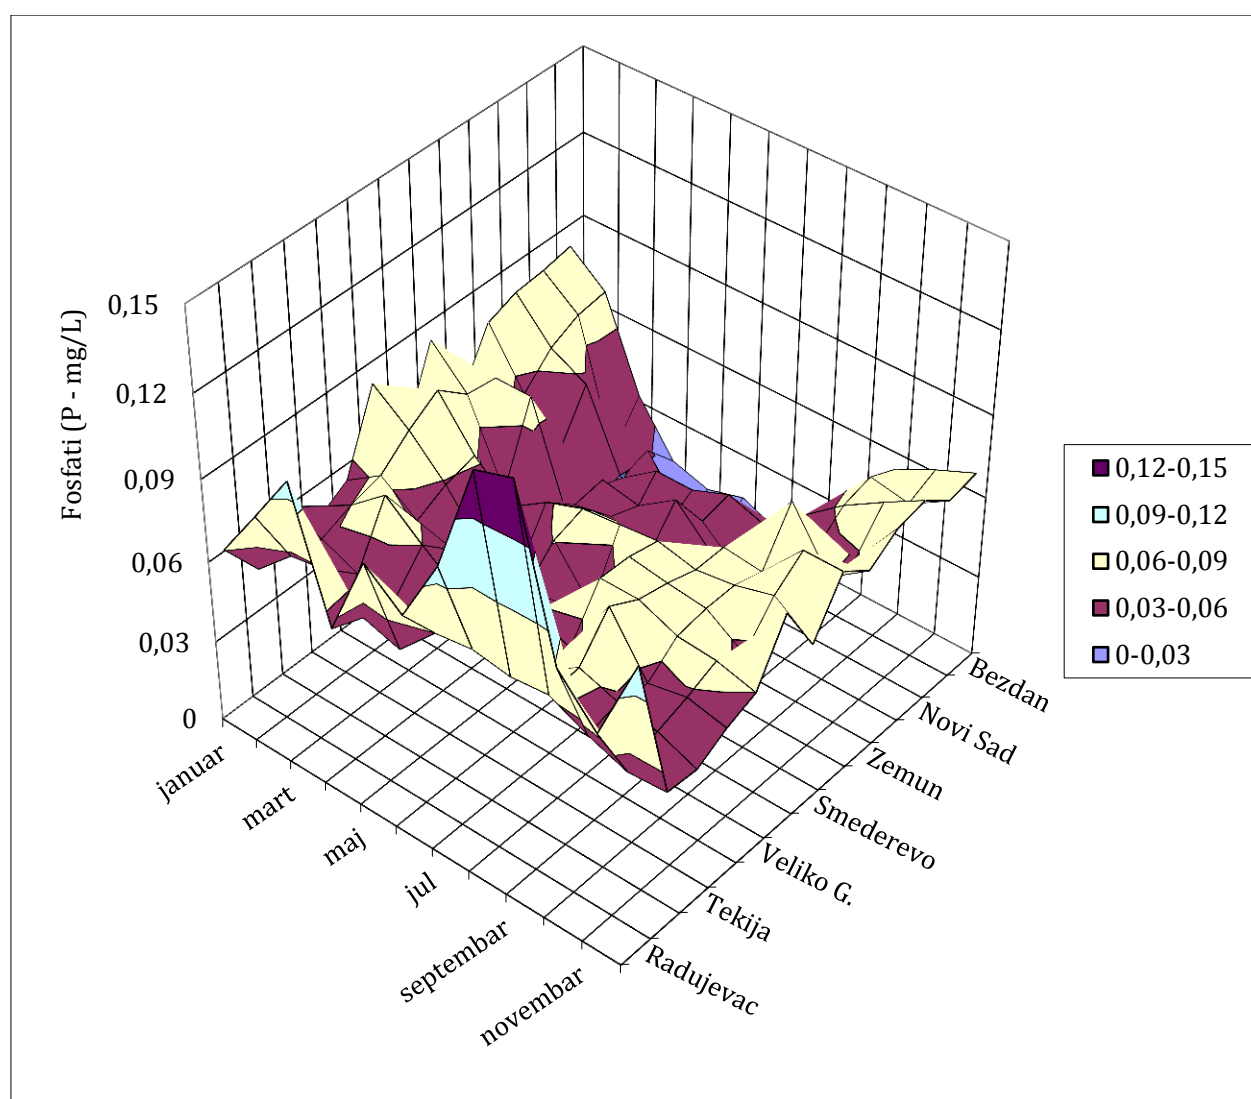 Fosfati (P - mg/L)
0,15
0,12
0,09
0,06
0,03
0
januar
mart
maj
jul
septembar
novembar
Radujevac
Tekija
Veliko G.
Smederevo
Zemun
Novi Sad
Bezdan
0,12-0,15
0,09-0,12
0,06-0,09
0,03-0,06
0-0,03